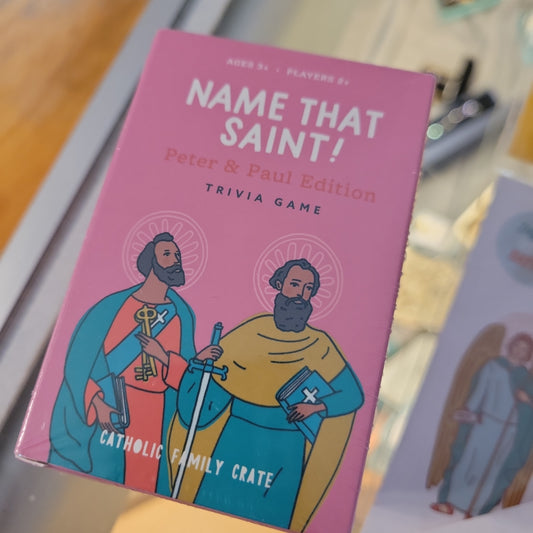 AGES 5+ · PLAYERS 2+
NAME THAT
SAINT!
Peter & Paul Edition
TRIVIA GAME
CATHOLIC FAMILY CRATE